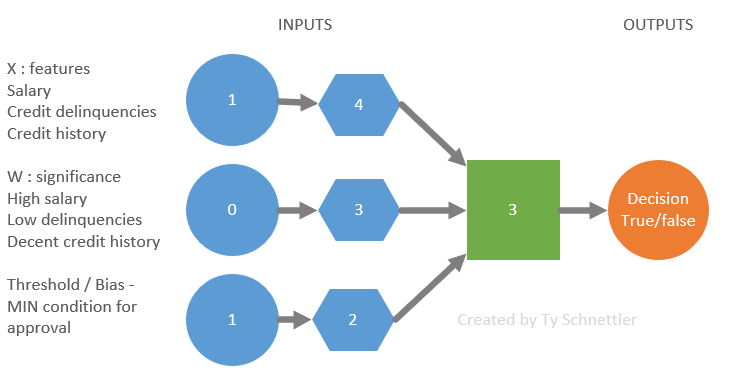 INPUTS
OUTPUTS
X : features
Salary
Credit delinquencies
Credit history
W : significance
High salary
Low delinquencies
Decent credit history
Threshold / Bias -
MIN condition for
approval
1
4
0
3
3
1
2
Decision
True/false
Created by Ty Schnettler